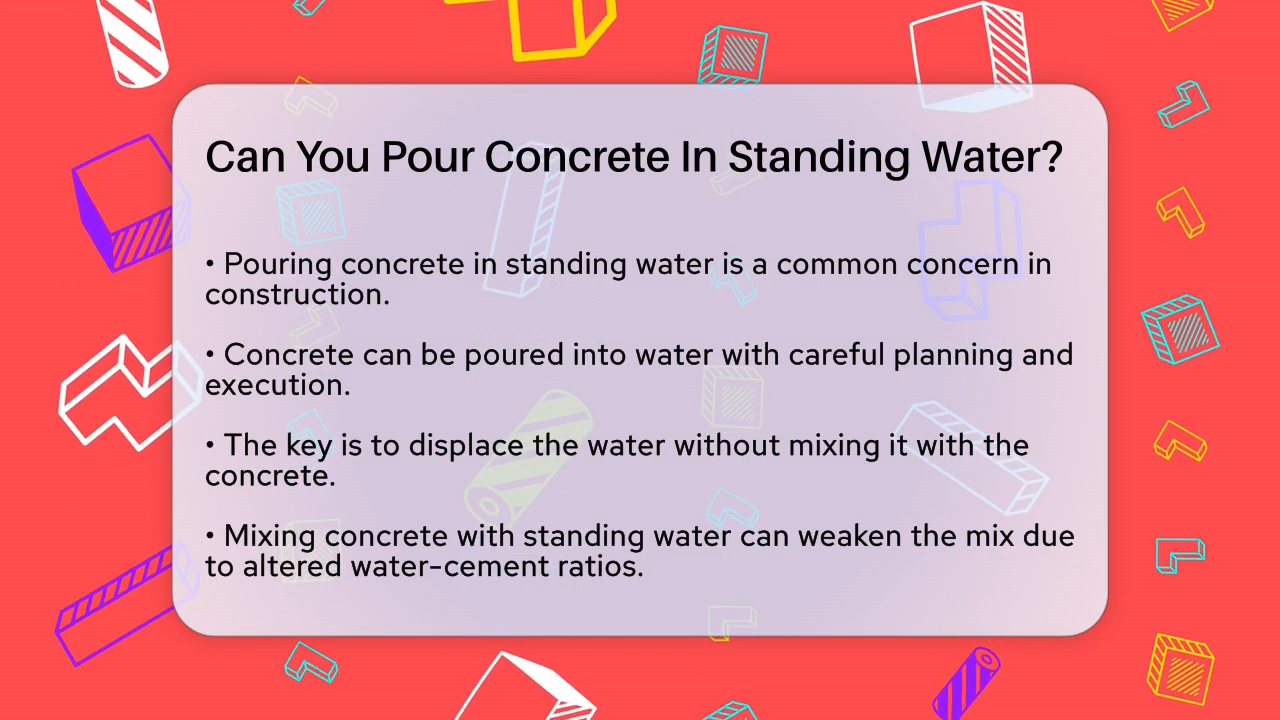 Can You Pour Concrete In Standing Water?
• Pouring concrete in standing water is a common concern in
construction.
• Concrete can be poured into water with careful planning and
execution.
• The key is to displace the water without mixing it with the
concrete.
• Mixing concrete with standing water can weaken the mix due
to altered water-cement ratios.